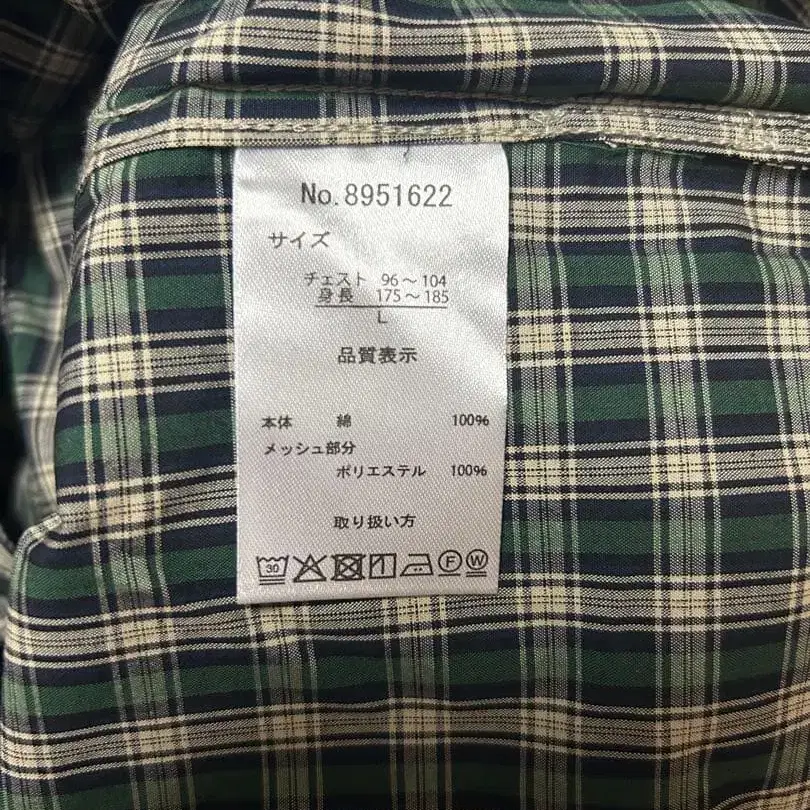 No.8951622
サイズ
チェスト 96～104
身長 175～185
L
品質表示
本体 綿 100%
メッシュ部分
ポリエステル 100%
取り扱い方
30 F W